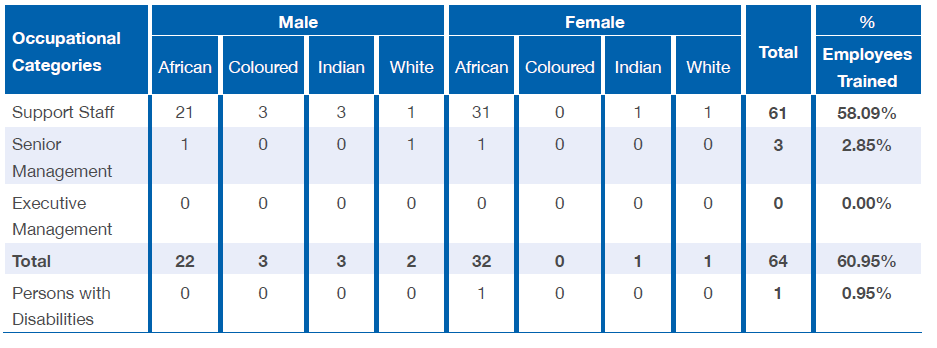 Occupational Categories Male Female Total % Employees Trained
African Coloured Indian White African Coloured Indian White
Support Staff 21 3 3 1 31 0 1 1 61 58.09%
Senior Management 1 0 0 1 1 0 0 0 3 2.85%
Executive Management 0 0 0 0 0 0 0 0 0 0.00%
Total 22 3 3 2 32 0 1 1 64 60.95%
Persons with Disabilities 0 0 0 0 1 0 0 0 1 0.95%